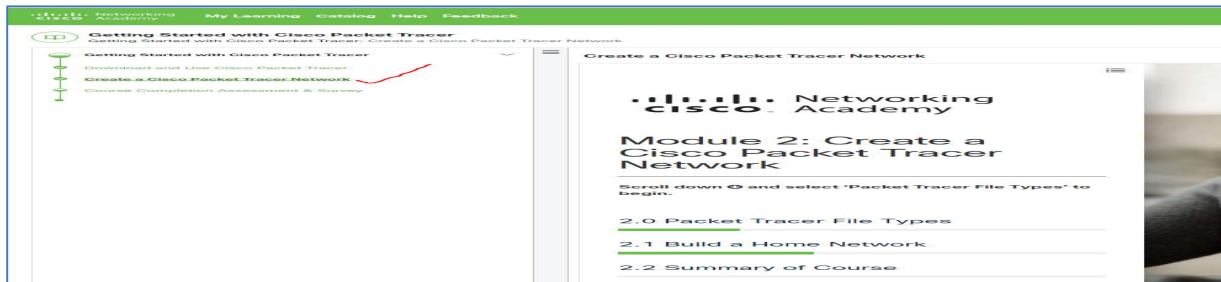 cisco Networking Academy My Learning Catalog Help Feedback
Getting Started with Cisco Packet Tracer
Getting Started with Cisco Packet Tracer: Create a Cisco Packet Tracer Network
Getting Started with Cisco Packet Tracer
Download and Use Cisco Packet Tracer
Create a Cisco Packet Tracer Network
Course Completion Assessment & Survey
Create a Cisco Packet Tracer Network
CISCO. Networking
Academy
Module 2: Create a
Cisco Packet Tracer
Network
Scroll down and select 'Packet Tracer File Types' to
begin.
2.0 Packet Tracer File Types
2.1 Build a Home Network
2.2 Summary of Course